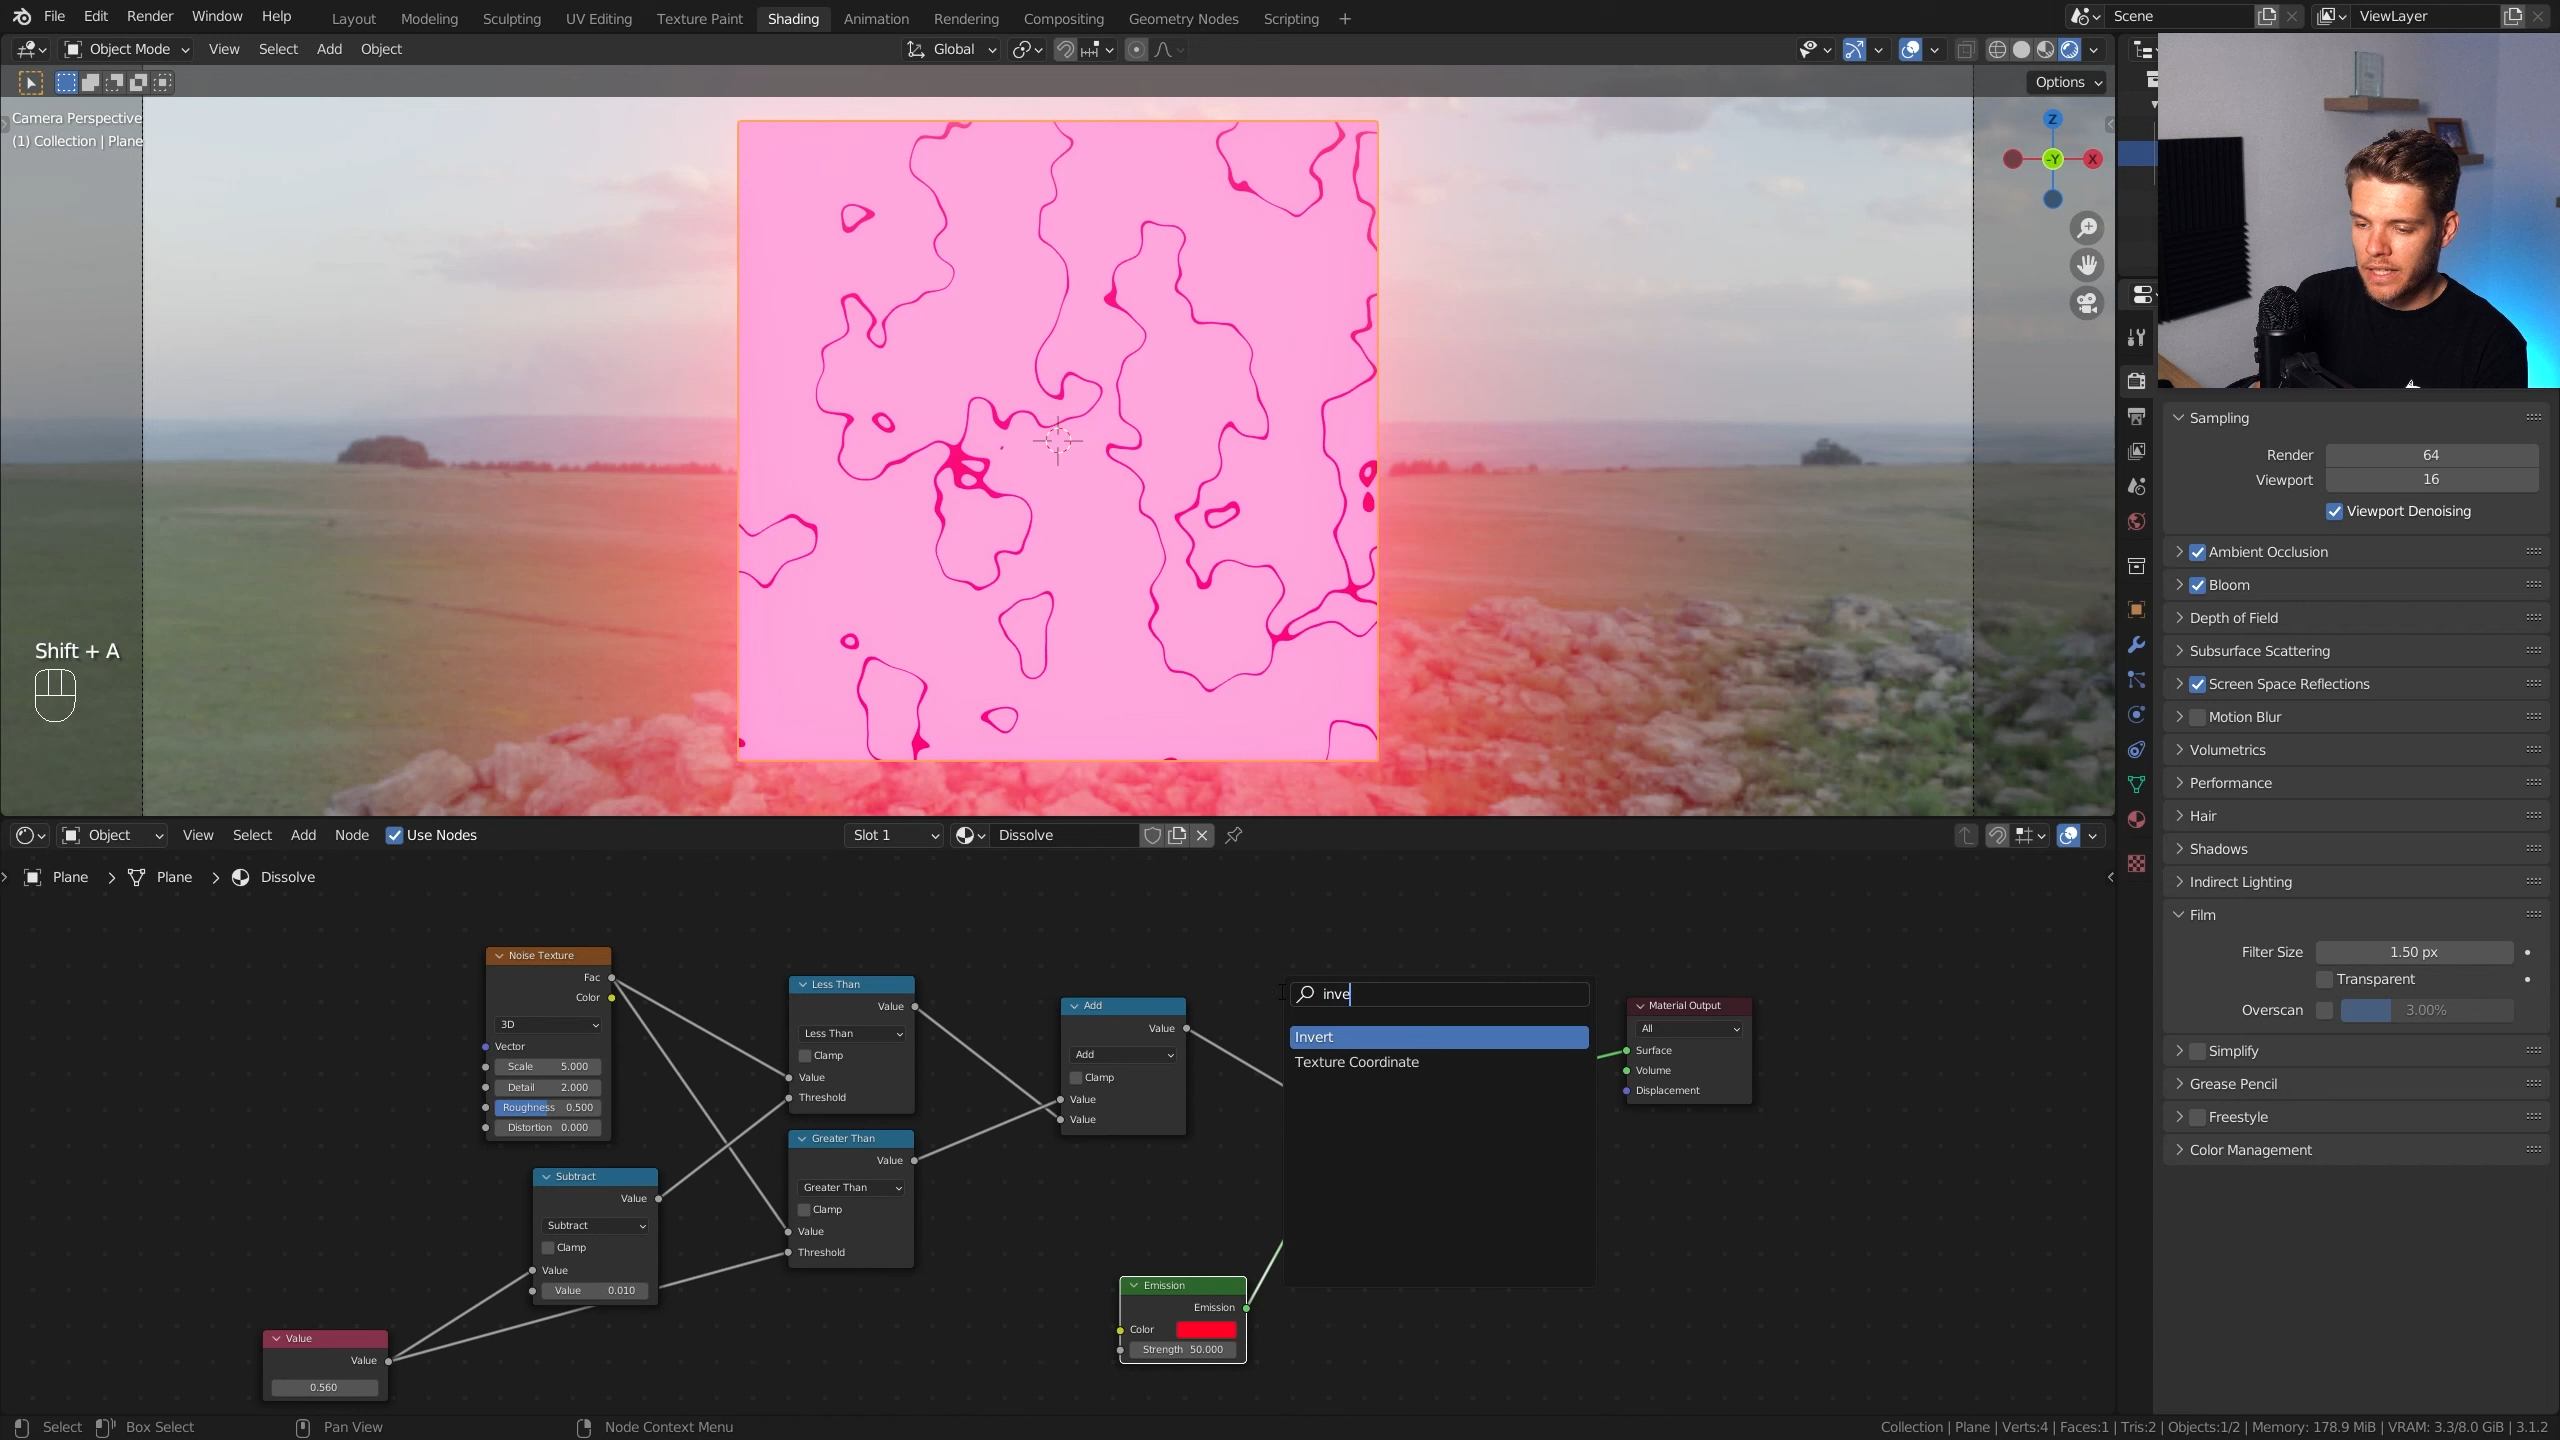 File Edit Render Window Help
Layout Modeling Sculpting UV Editing Texture Paint Shading Animation Rendering Compositing Geometry Nodes Scripting +
Scene
ViewLayer
Object Mode View Select Add Object
Global
Options
Camera Perspective
(1) Collection | Plane
Z
-Y
X
Shift + A
Sampling
Render 64
Viewport 16
Viewport Denoising
Ambient Occlusion
Bloom
Depth of Field
Subsurface Scattering
Screen Space Reflections
Motion Blur
Volumetrics
Performance
Hair
Shadows
Indirect Lighting
Film
Filter Size 1.50 px
Transparent
Overscan 3.00%
Simplify
Grease Pencil
Freestyle
Color Management
Object View Select Add Node Use Nodes
Slot 1
Dissolve
Plane > Plane > Dissolve
Noise Texture
Fac
Color
3D
Vector
Scale 5.000
Detail 2.000
Roughness 0.500
Distortion 0.000
Subtract
Value
Subtract
Clamp
Value
Value 0.010
Value
Value
0.560
Less Than
Value
Less Than
Clamp
Value
Threshold
Greater Than
Value
Greater Than
Clamp
Value
Threshold
Add
Value
Add
Clamp
Value
Value
Emission
Emission
Color
Strength 50.000
inve
Invert
Texture Coordinate
Material Output
All
Surface
Volume
Displacement
Select Box Select Pan View Node Context Menu
Collection | Plane | Verts:4 | Faces:1 | Tris:2 | Objects:1/2 | Memory: 178.9 MiB | VRAM: 3.3/8.0 GiB | 3.1.2